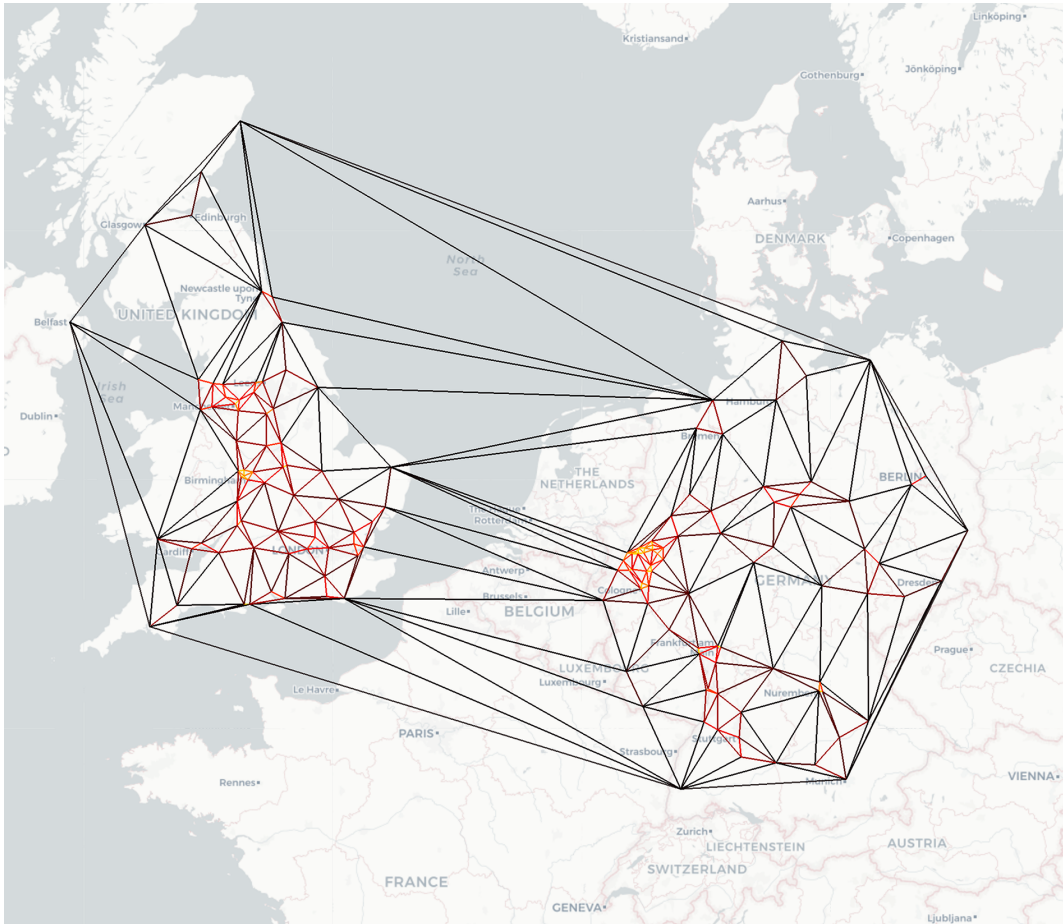 Linköping
Kristiansand
Gothenburg
Jönköping
Aarhus
Copenhagen
DENMARK
Glasgow
Edinburgh
North
Sea
Newcastle upon
Tyne
UNITED KINGDOM
Belfast
Irish
Sea
Dublin
Hamburg
Bremen
BERLIN
Birmingham
THE
NETHERLANDS
The Hague
Rotterdam
Cardiff
LONDON
Antwerp
Brussels
BELGIUM
Lille
Cologne
GERMANY
Dresden
Frankfurt am
Main
Prague
CZECHIA
LUXEMBOURG
Luxembourg
Le Havre
Nuremberg
PARIS
Stuttgart
Strasbourg
Rennes
Munich
VIENNA
Zurich
LIECHTENSTEIN
AUSTRIA
SWITZERLAND
FRANCE
GENEVA
Ljubljana